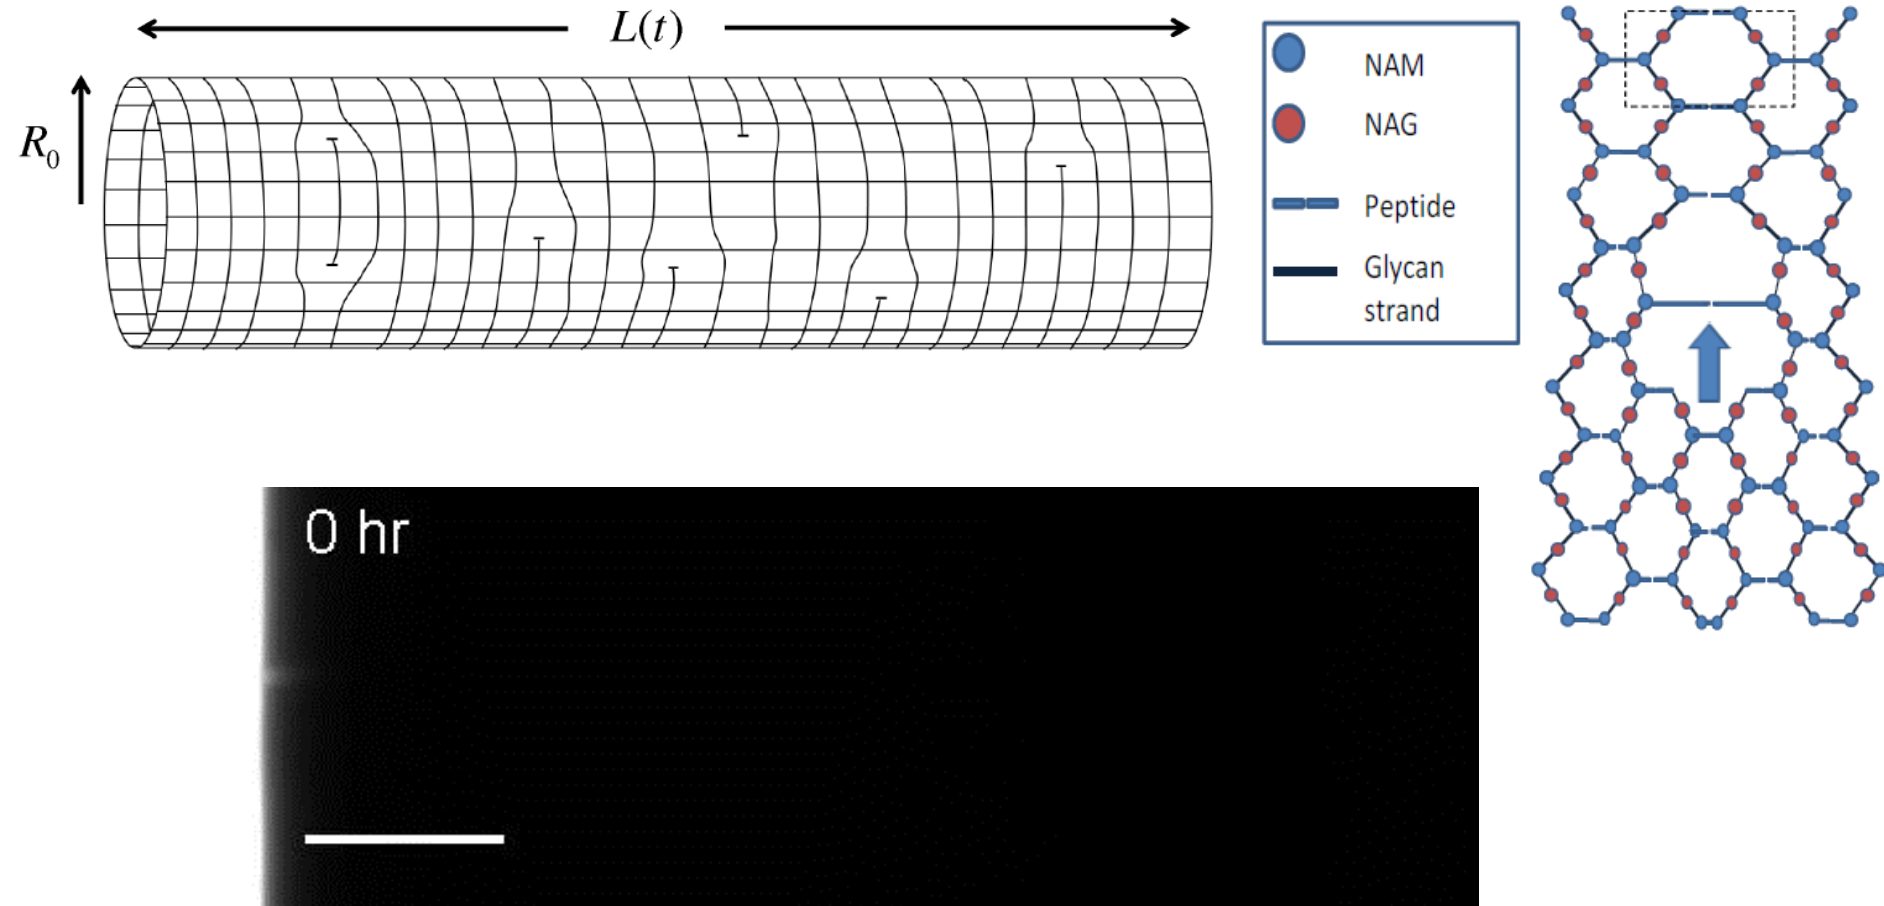 L(t)
R₀
NAM
NAG
Peptide
Glycan
strand
0 hr